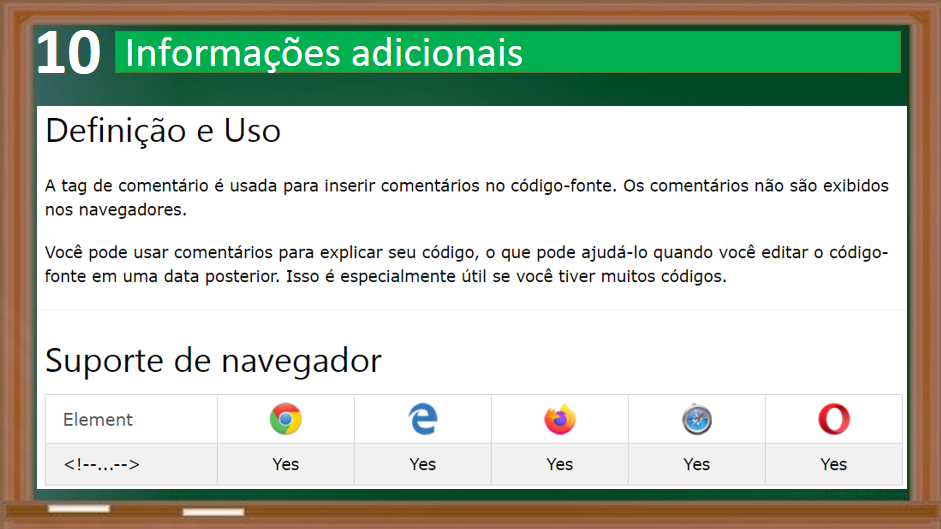 10 Informações adicionais
Definição e Uso
A tag de comentário é usada para inserir comentários no código-fonte. Os comentários não são exibidos
nos navegadores.
Você pode usar comentários para explicar seu código, o que pode ajudá-lo quando você editar o código-
fonte em uma data posterior. Isso é especialmente útil se você tiver muitos códigos.
Suporte de navegador
Element
<!--...--> Yes Yes Yes Yes Yes